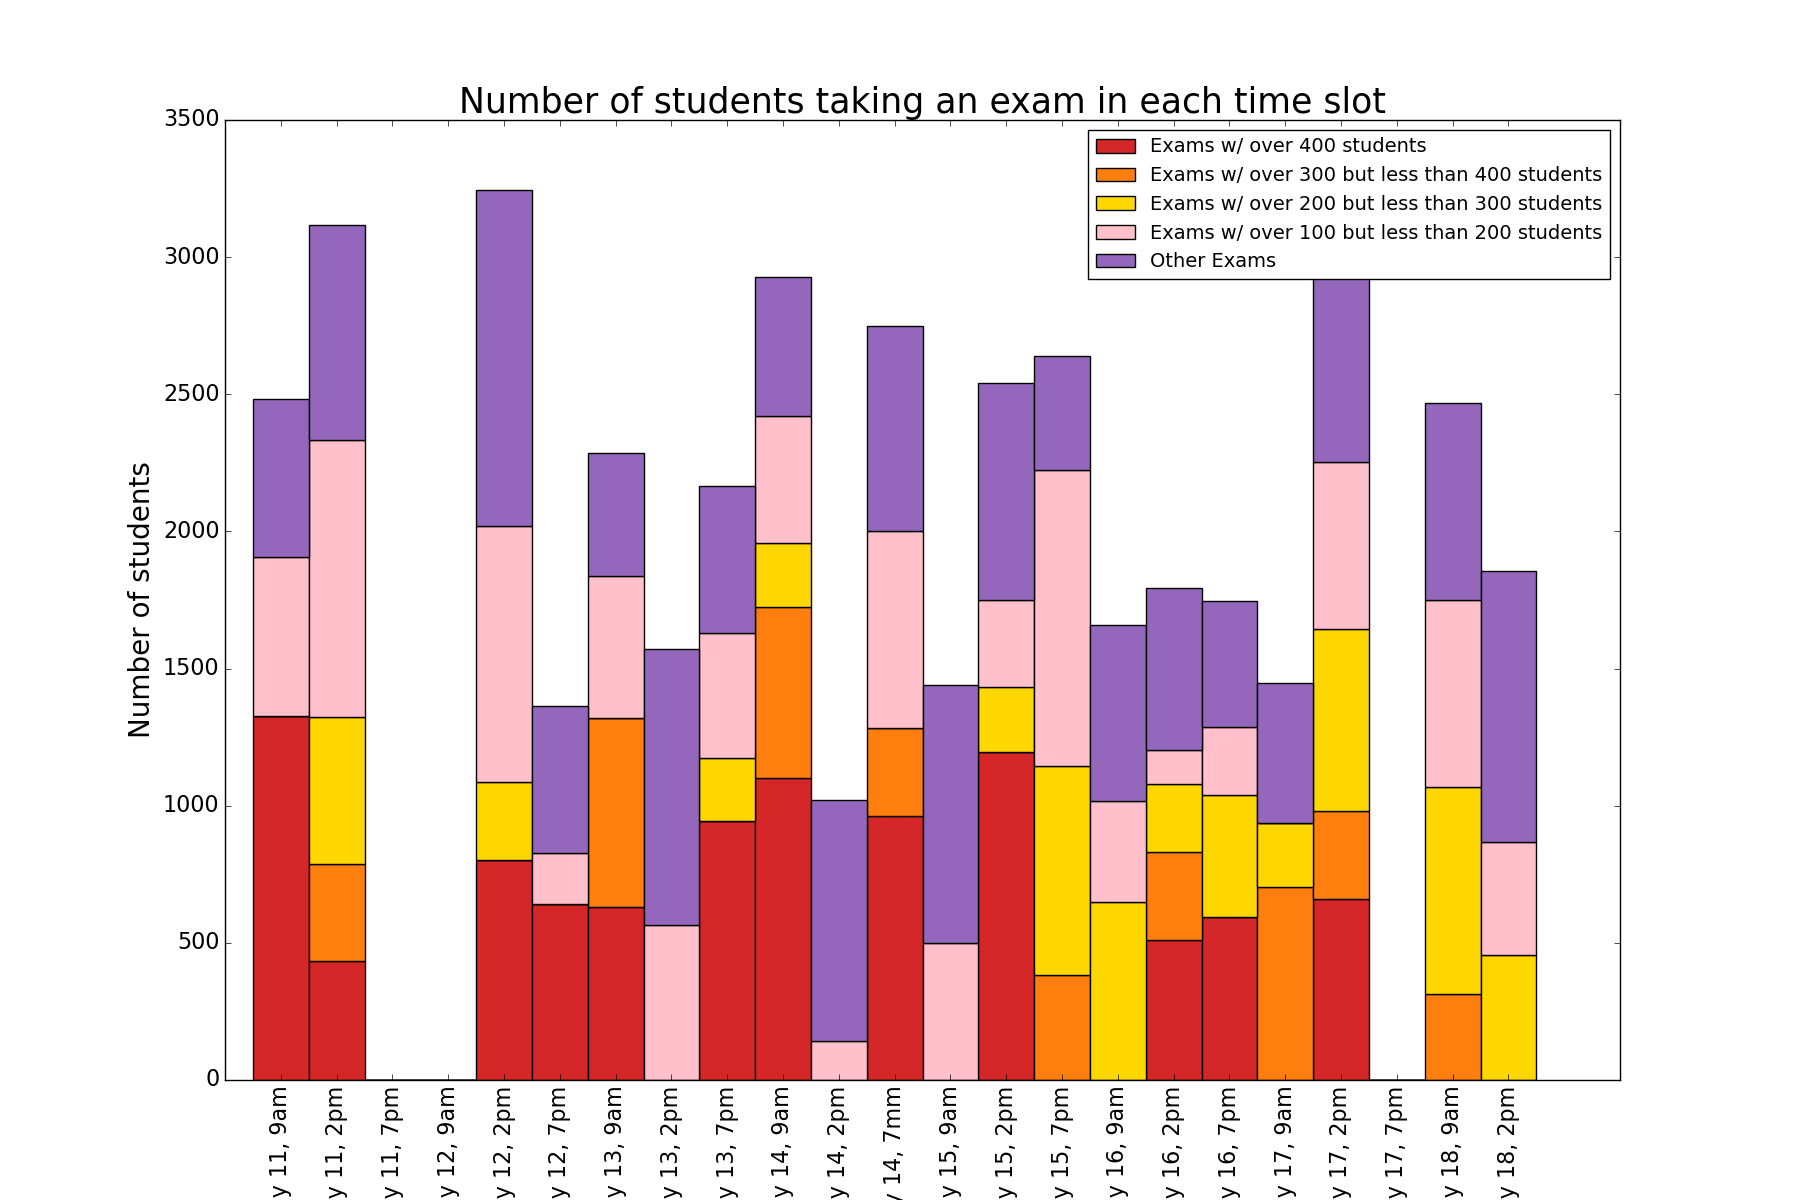 Number of students taking an exam in each time slot
Exams w/ over 400 students
Exams w/ over 300 but less than 400 students
Exams w/ over 200 but less than 300 students
Exams w/ over 100 but less than 200 students
Other Exams
Number of students
3500
3000
2500
2000
1500
1000
500
0
y 11, 9am
y 11, 2pm
y 11, 7pm
y 12, 9am
y 12, 2pm
y 12, 7pm
y 13, 9am
y 13, 2pm
y 13, 7pm
y 14, 9am
y 14, 2pm
y 14, 7mm
y 15, 9am
y 15, 2pm
y 15, 7pm
y 16, 9am
y 16, 2pm
y 16, 7pm
y 17, 9am
y 17, 2pm
y 17, 7pm
y 18, 9am
y 18, 2pm